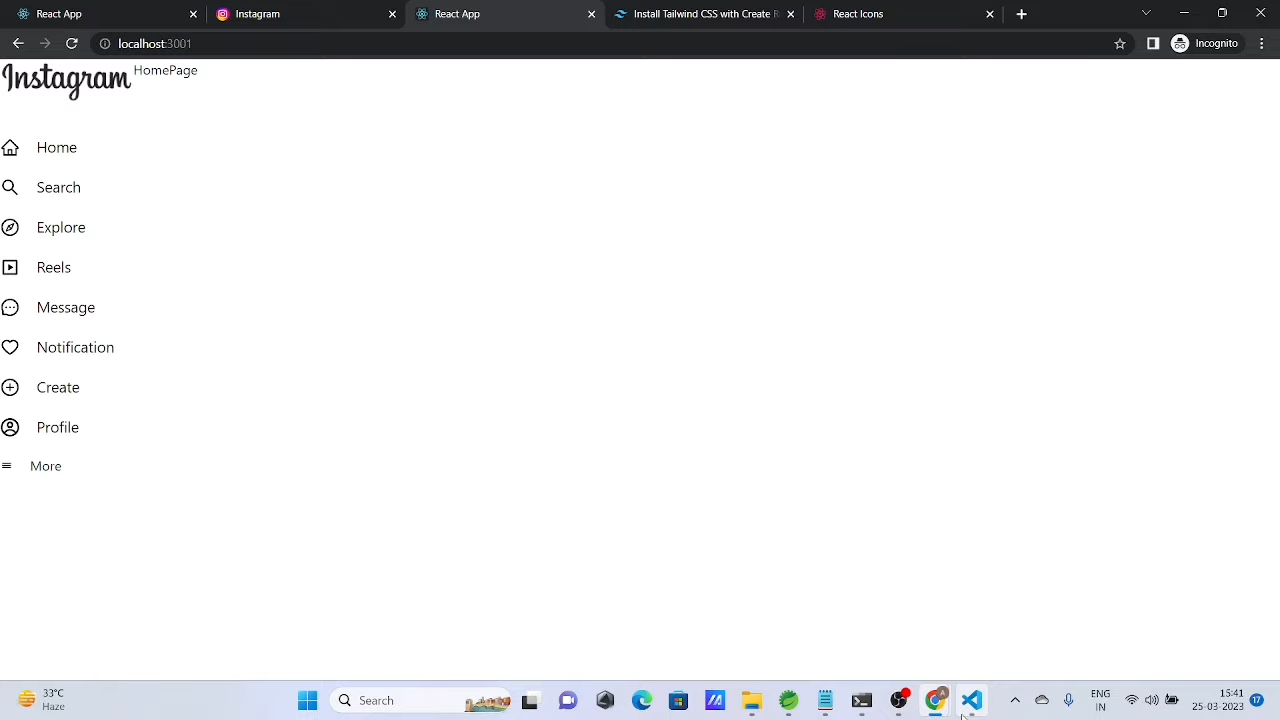 React App
Instagram
React App
Install Tailwind CSS with Create R
React Icons
localhost:3001
Incognito
Instagram
HomePage
Home
Search
Explore
Reels
Message
Notification
Create
Profile
More
33°C
Haze
Search
A
ENG
IN
15:41
25-03-2023
17